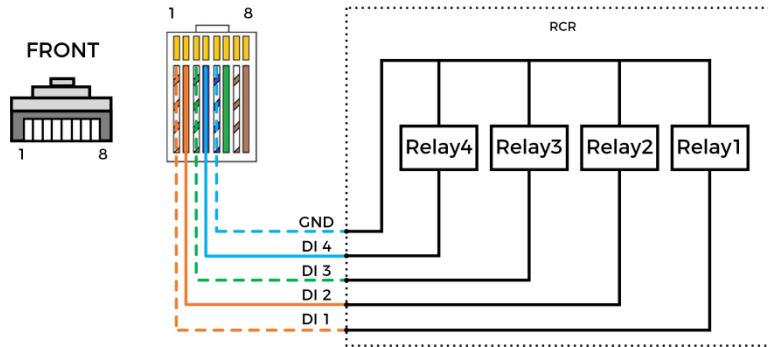 1 8
RCR
FRONT
1 8
Relay4 Relay3 Relay2 Relay1
GND
DI 4
DI 3
DI 2
DI 1